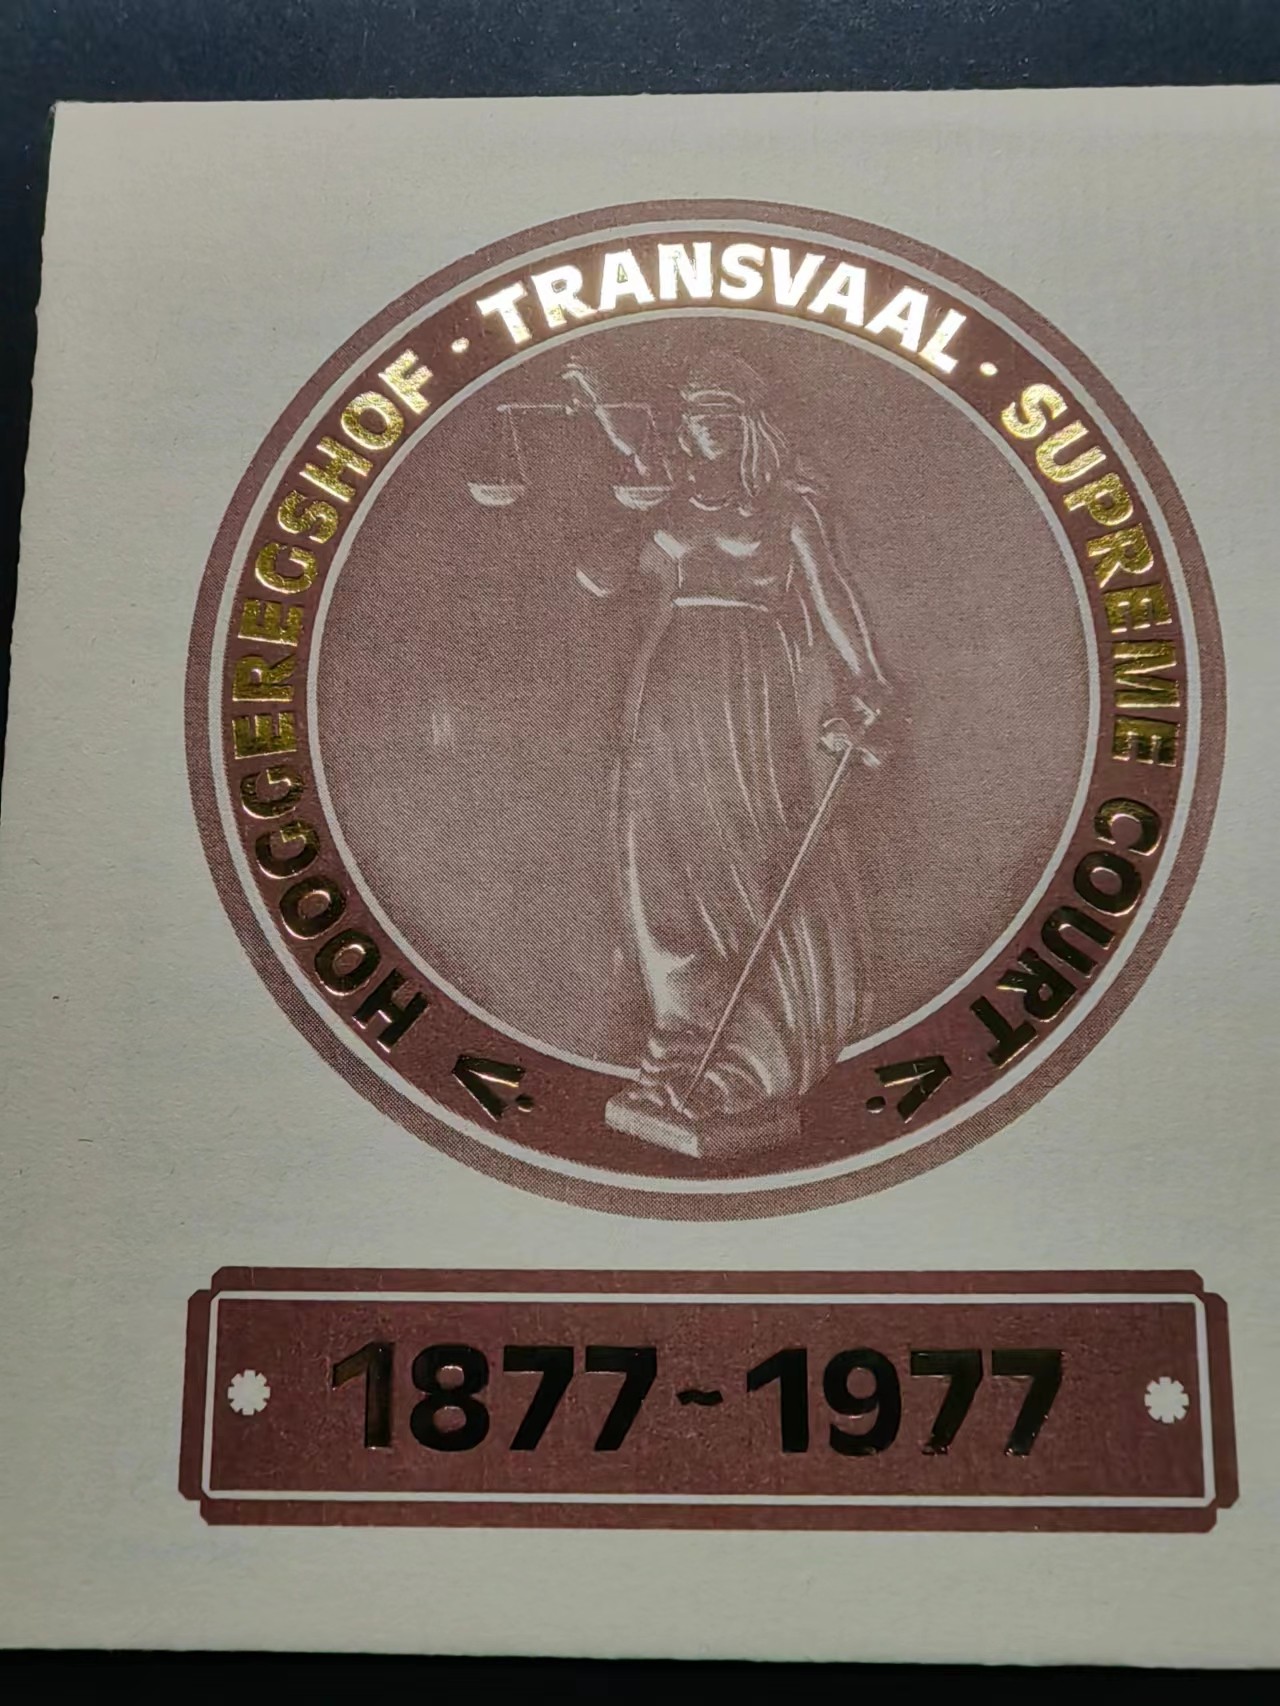 HOOGGEREGSHOF · TRANSVAAL · SUPREME COURT
1877~1977